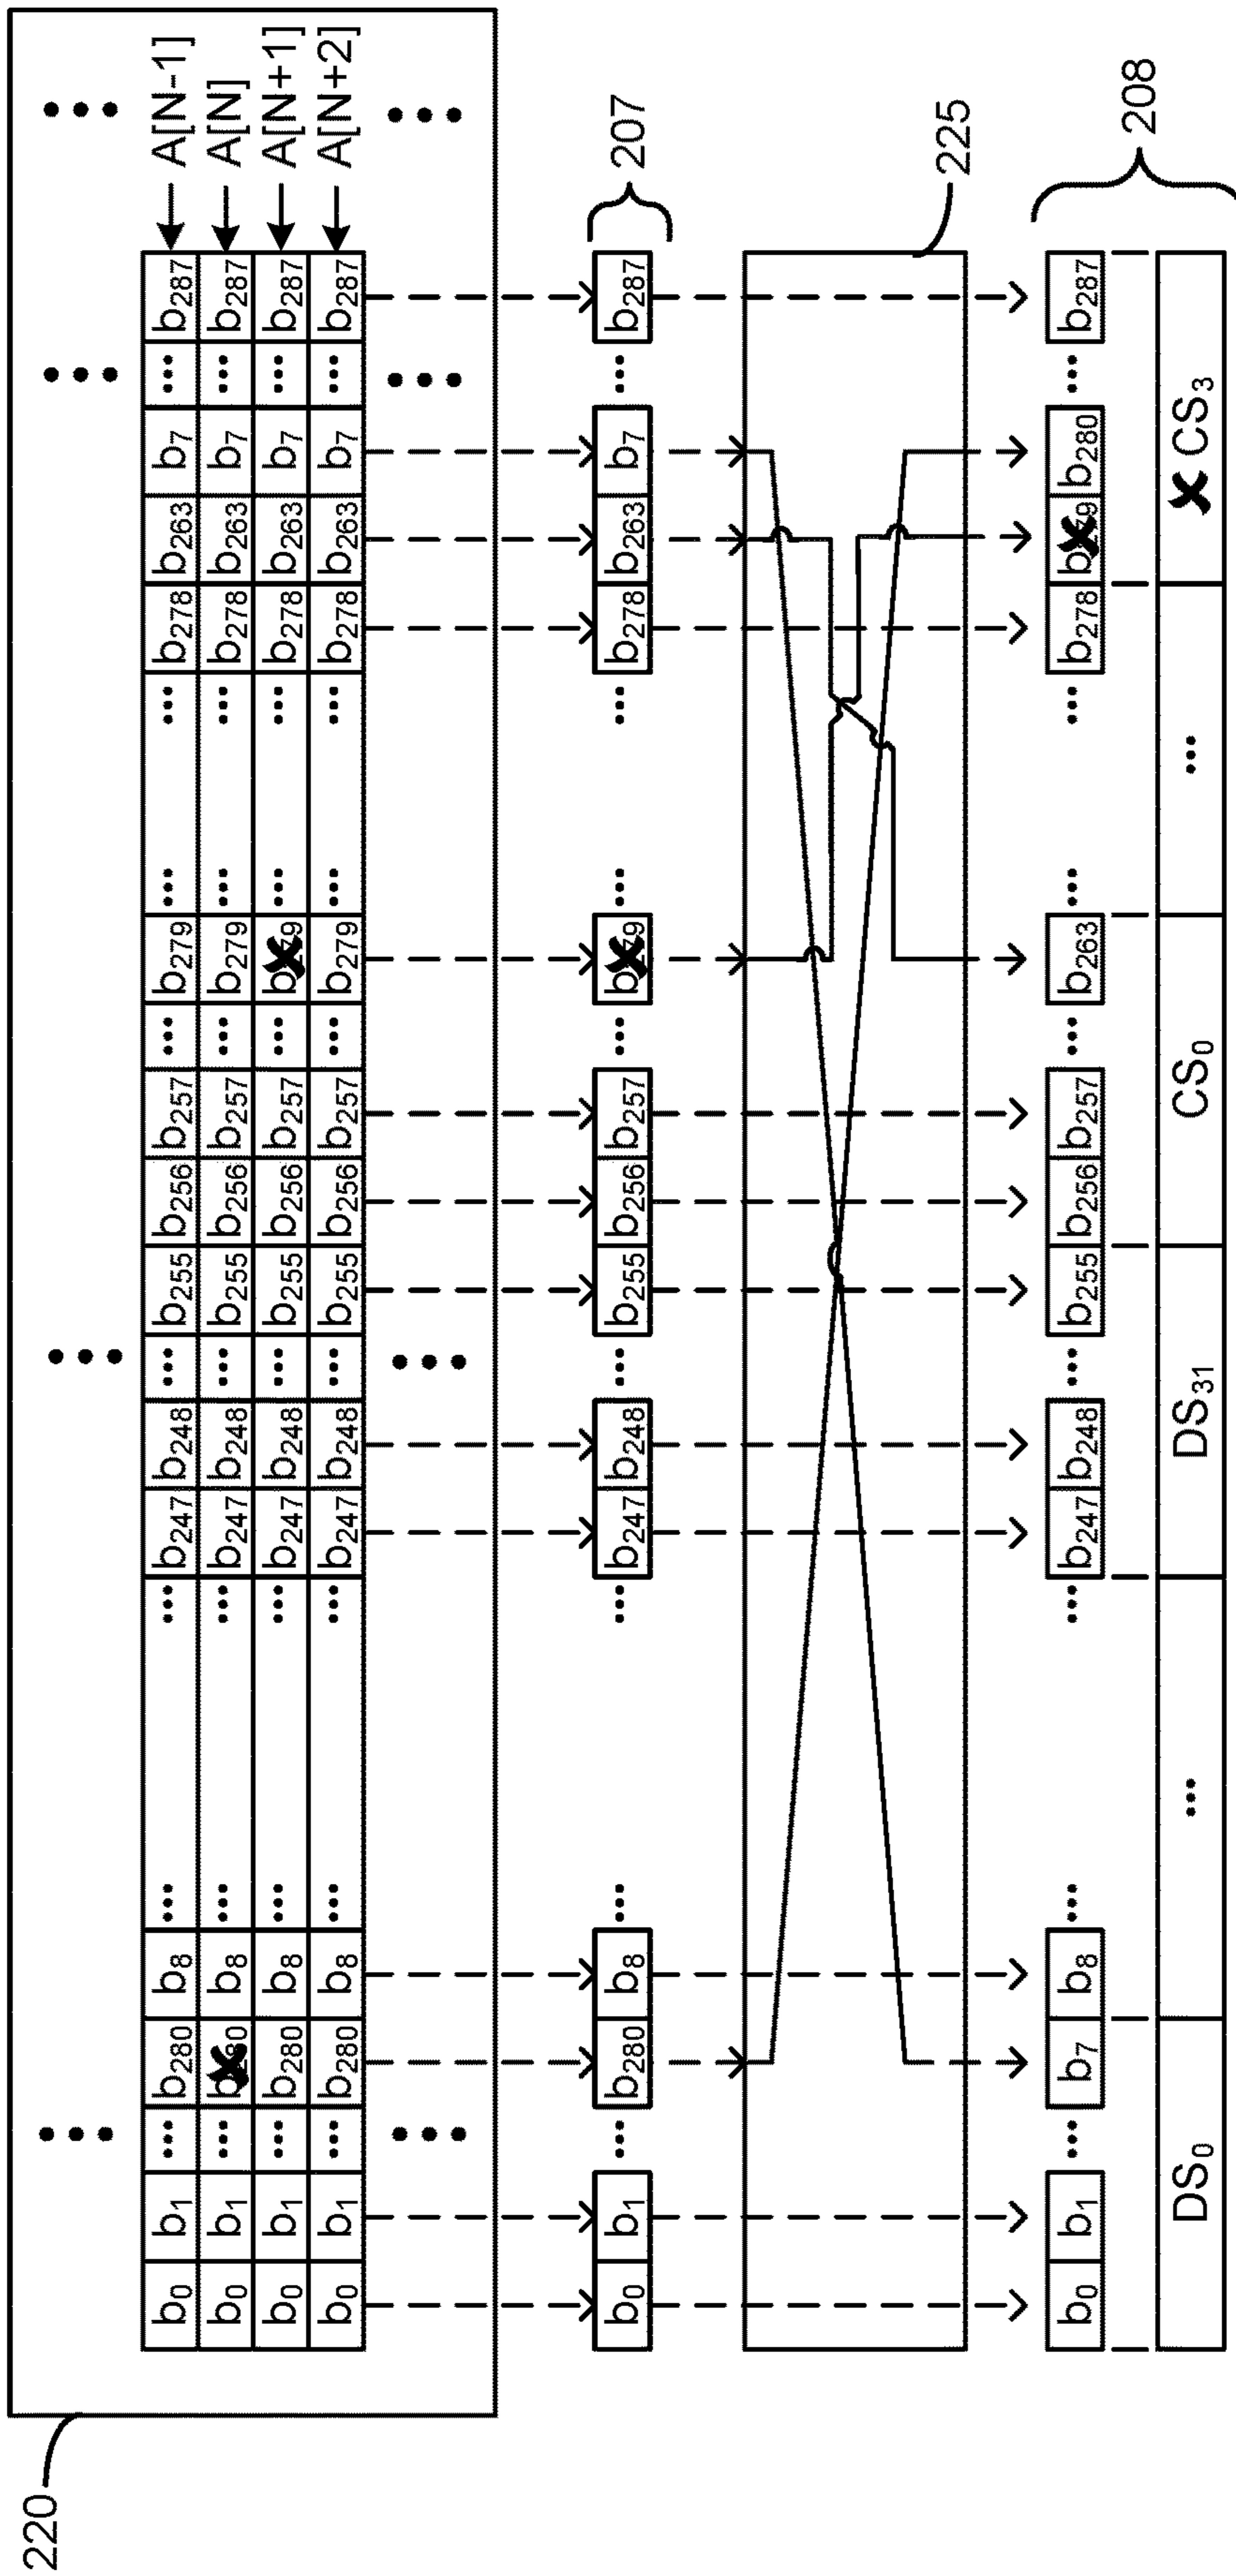 220
b0 b1 ... b280 b8 ... ... b247 b248 ... b255 b256 b257 ... b279 ... ... b278 b263 b7 ... b287 A[N-1]
b0 b1 ... b8 ... ... b247 b248 ... b255 b256 b257 ... b279 ... ... b278 b263 b7 ... b287 A[N]
b0 b1 ... b280 b8 ... ... b247 b248 ... b255 b256 b257 ... ... ... b278 b263 b7 ... b287 A[N+1]
b0 b1 ... b280 b8 ... ... b247 b248 ... b255 b256 b257 ... b279 ... ... b278 b263 b7 ... b287 A[N+2]
b0 b1 ... b280 b8 ... ... b247 b248 ... b255 b256 b257 ... ... ... b278 b263 b7 ... b287 207
225
b0 b1 ... b7 b8 ... ... b247 b248 ... b255 b256 b257 ... b263 ... ... b278 b280 ... b287 208
DS0 ... DS31 CS0 ... CS3